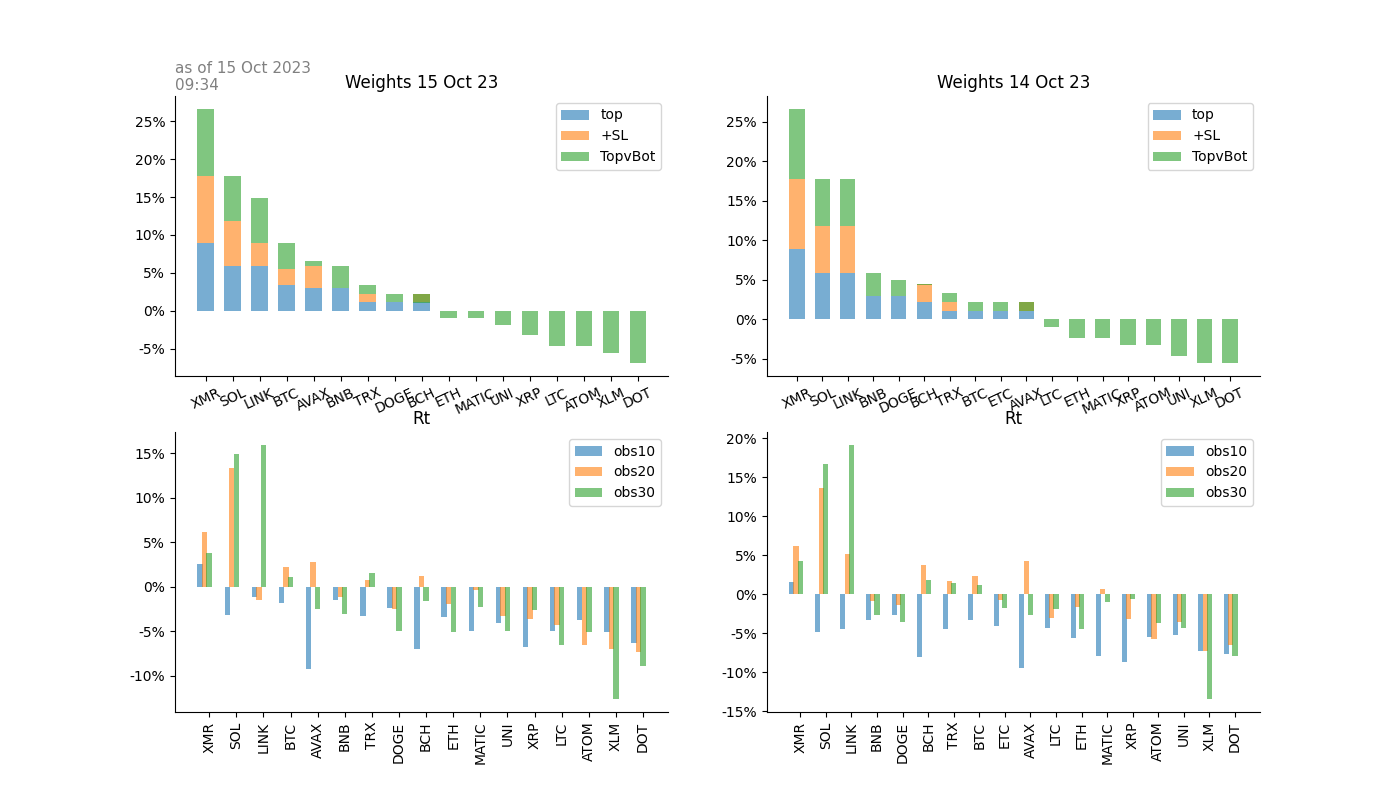 as of 15 Oct 2023
09:34
Weights 15 Oct 23
25%
20%
15%
10%
5%
0%
-5%
top
+SL
TopvBot
XMR SOL LINK BTC AVAX BNB TRX DOGE BCH ETH MATIC UNI XRP LTC ATOM XLM DOT
Weights 14 Oct 23
25%
20%
15%
10%
5%
0%
-5%
top
+SL
TopvBot
XMR SOL LINK BNB DOGE BCH TRX BTC ETC AVAX LTC ETH MATIC XRP ATOM UNI XLM DOT
Rt
15%
10%
5%
0%
-5%
-10%
obs10
obs20
obs30
XMR SOL LINK BTC AVAX BNB TRX DOGE BCH ETH MATIC UNI XRP LTC ATOM XLM DOT
Rt
20%
15%
10%
5%
0%
-5%
-10%
-15%
obs10
obs20
obs30
XMR SOL LINK BNB DOGE BCH TRX BTC ETC AVAX LTC ETH MATIC XRP ATOM UNI XLM DOT